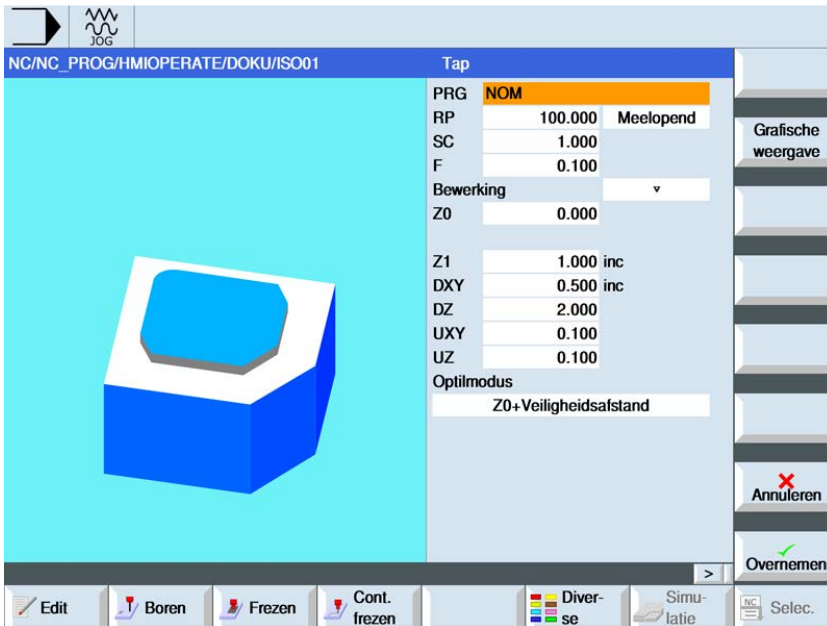 JOG
NC/NC_PROG/HMIOPERATE/DOKU/ISO01
Tap
PRG NOM
RP 100.000 Meelopend
SC 1.000
F 0.100
Bewerking ▿
Z0 0.000
Z1 1.000 inc
DXY 0.500 inc
DZ 2.000
UXY 0.100
UZ 0.100
Optilmodus
Z0+Veiligheidsafstand
Grafische
weergave
Annuleren
Overnemen
>
Edit
Boren
Frezen
Cont.
frezen
Diver-
se
Simu-
latie
NC
Selec.